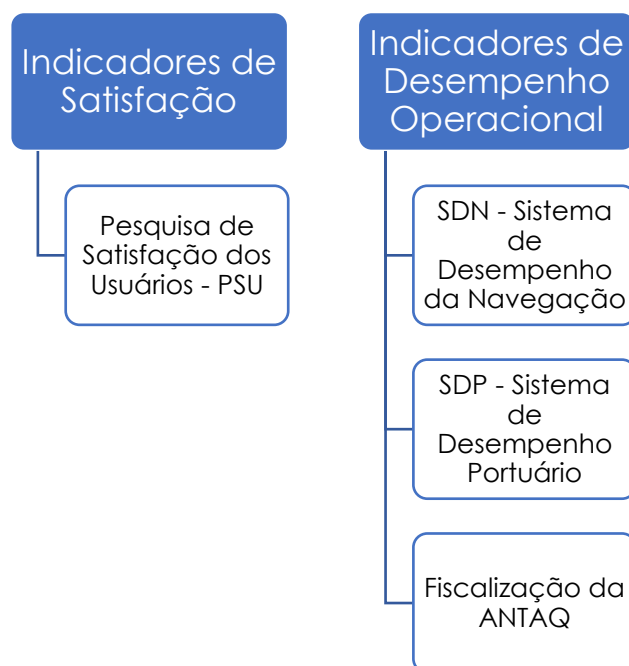 Indicadores de
Satisfação
Pesquisa de
Satisfação dos
Usuários - PSU
Indicadores de
Desempenho
Operacional
SDN - Sistema
de
Desempenho
da Navegação
SDP - Sistema
de
Desempenho
Portuário
Fiscalização da
ANTAQ